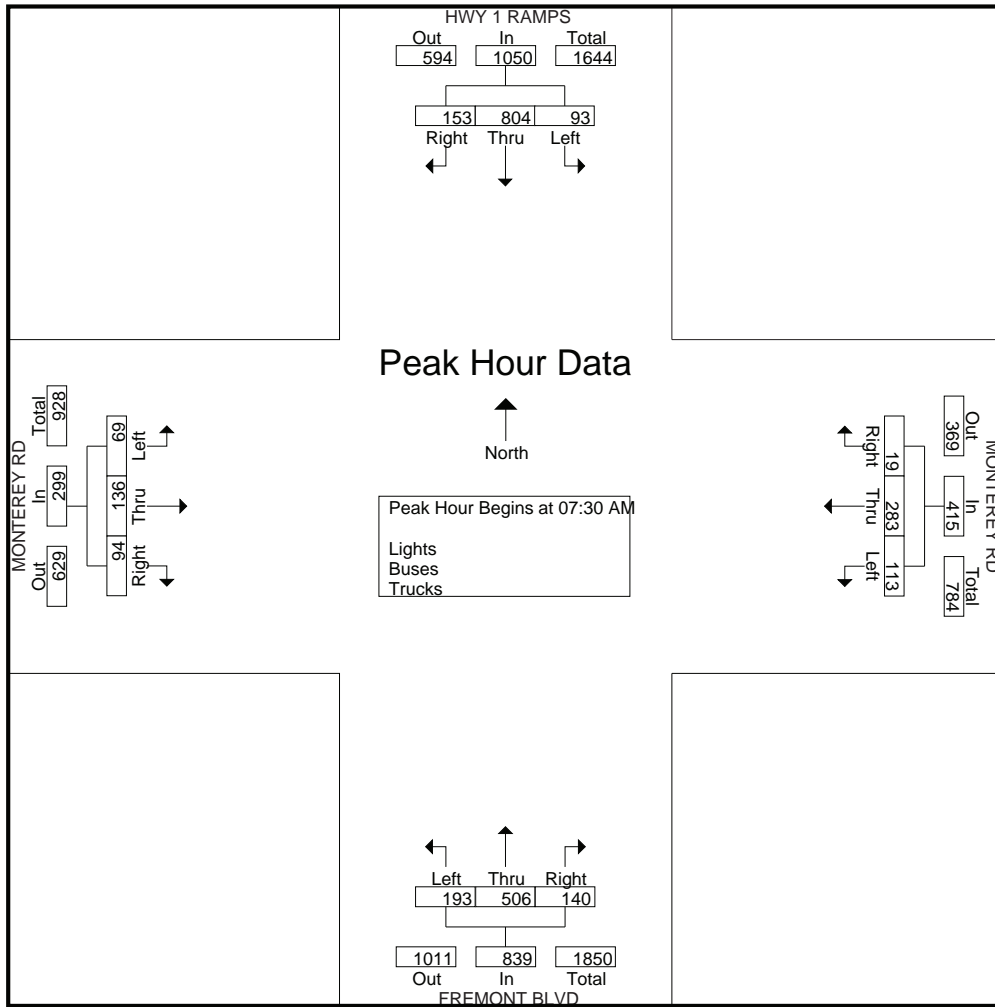 HWY 1 RAMPS
Out In Total
594 1050 1644
153 804 93
Right Thru Left
Peak Hour Data
North
Peak Hour Begins at 07:30 AM
Lights
Buses
Trucks
MONTEREY RD
Out In Total
629 299 928
Right Thru Left
94 136 69
MONTEREY RD
Out In Total
369 415 784
Right Thru Left
19 283 113
Left Thru Right
193 506 140
1011 839 1850
Out In Total
FREMONT BLVD